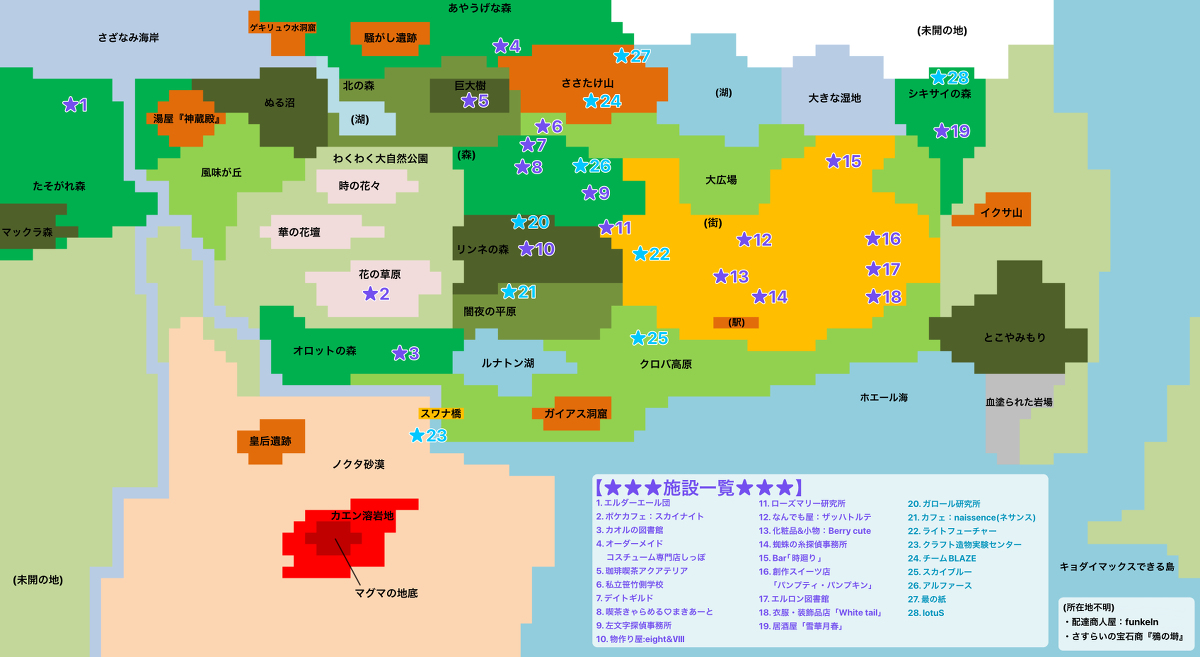 さざなみ海岸
ゲキリュウ水洞窟
あやうげな森
騒がし遺跡
★4
★27
(未開の地)
★1
ぬる沼
北の森
巨大樹
★5
ささたけ山
★24
(湖)
大きな湿地
★28
シキサイの森
湯屋『神蔵殿』
(湖)
★6
★19
★7
わくわく大自然公園
(森)
★8
★26
★15
風味が丘
たそがれ森
時の花々
★9
大広場
マックラ森
華の花壇
★20
★11
(街)
イクサ山
リンネの森
★10
★22
★12
★16
花の草原
★2
★13
★17
★21
★14
★18
闇夜の平原
(駅)
オロットの森
★3
ルナトン湖
★25
クロバ高原
とこやみもり
スワナ橋
ガイアス洞窟
ホエール海
血塗られた岩場
★23
皇后遺跡
ノクタ砂漠
カエン溶岩地
マグマの地底
(未開の地)
キョダイマックスできる島
【★★★施設一覧★★★】
1. エルダーエール団
2. ポケカフェ：スカイナイト
3. カオルの図書館
4. オーダーメイド
コスチューム専門店しっぽ
5. 珈琲喫茶アクアテリア
6. 私立笹竹側学校
7. デイトギルド
8. 喫茶きゃらめる♡まきあーと
9. 左文字探偵事務所
10. 物作り屋:eight&Ⅷ
11. ローズマリー研究所
12. なんでも屋：ザッハトルテ
13. 化粧品&小物：Berry cute
14. 蜘蛛の糸探偵事務所
15. Bar「時廻り」
16. 創作スイーツ店
「パンプティ・パンプキン」
17. エルロン図書館
18. 衣服・装飾品店「White tail」
19. 居酒屋「雪華月春」
20. ガロール研究所
21. カフェ：naissence(ネサンス)
22. ライトフューチャー
23. クラフト造物実験センター
24. チームBLAZE
25. スカイブルー
26. アルファース
27. 最の紙
28. lotuS
(所在地不明)
・配達商人屋：funkeln
・さすらいの宝石商『鴉の塒』